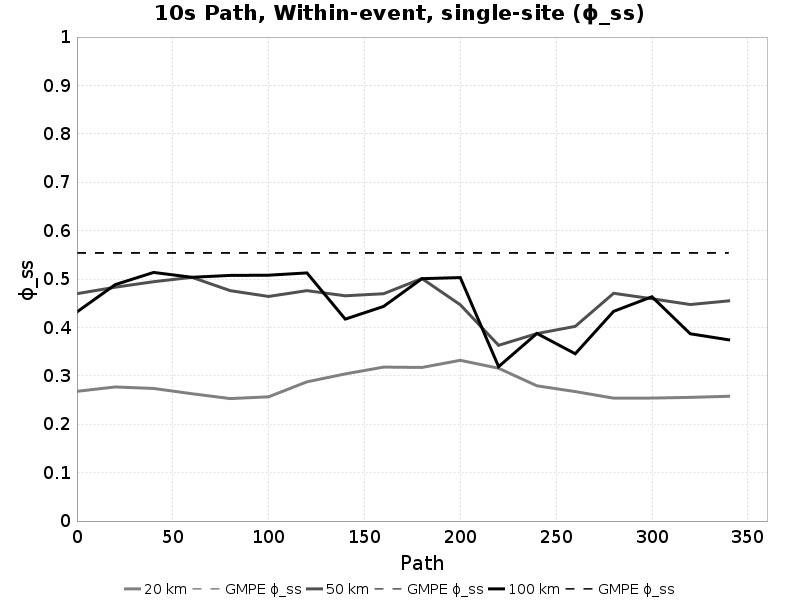 10s Path, Within-event, single-site (ϕ_ss)
1
0.9
0.8
0.7
0.6
0.5
0.4
0.3
0.2
0.1
0
ϕ_ss
0 50 100 150 200 250 300 350
Path
20 km GMPE ϕ_ss 50 km GMPE ϕ_ss 100 km GMPE ϕ_ss